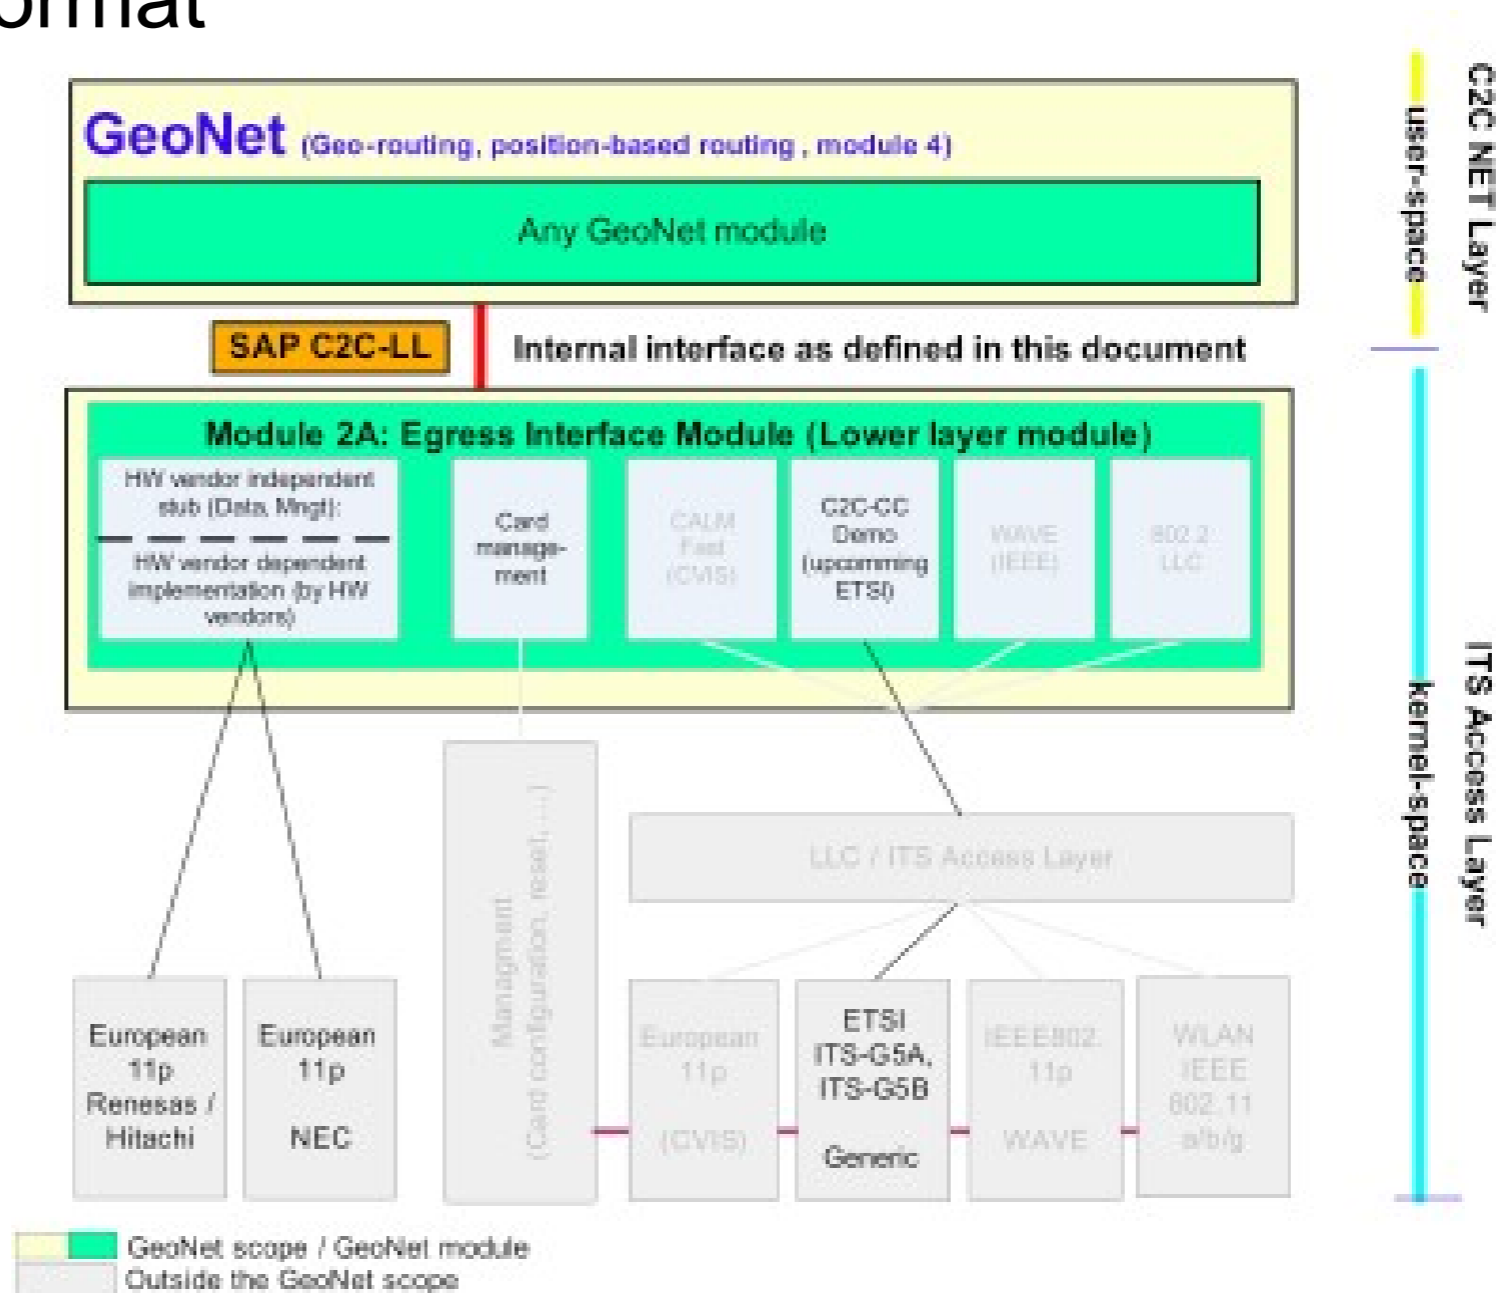 ormat
GeoNet (Geo-routing, position-based routing , module 4)
Any GeoNet module
SAP C2C-LL
Internal interface as defined in this document
Module 2A: Egress Interface Module (Lower layer module)
HW vendor independent
stub (Data, Mngt):
HW vendor dependent
implementation (by HW
vendors)
Card
manage-
ment
CALM
Fast
(CVIS)
C2C-CC
Demo
(upcomming
ETSI)
WAVE
(IEEE)
802.2
LLC
Managment
(Card configuration, reset, ....)
LLC / ITS Access Layer
European
11p
Renesas /
Hitachi
European
11p
NEC
European
11p
(CVIS)
ETSI
ITS-G5A,
ITS-G5B
Generic
IEEE802.
11p
WAVE
WLAN
IEEE
802.11
a/b/g
user-space
C2C NET Layer
kernel-space
ITS Access Layer
GeoNet scope / GeoNet module
Outside the GeoNet scope